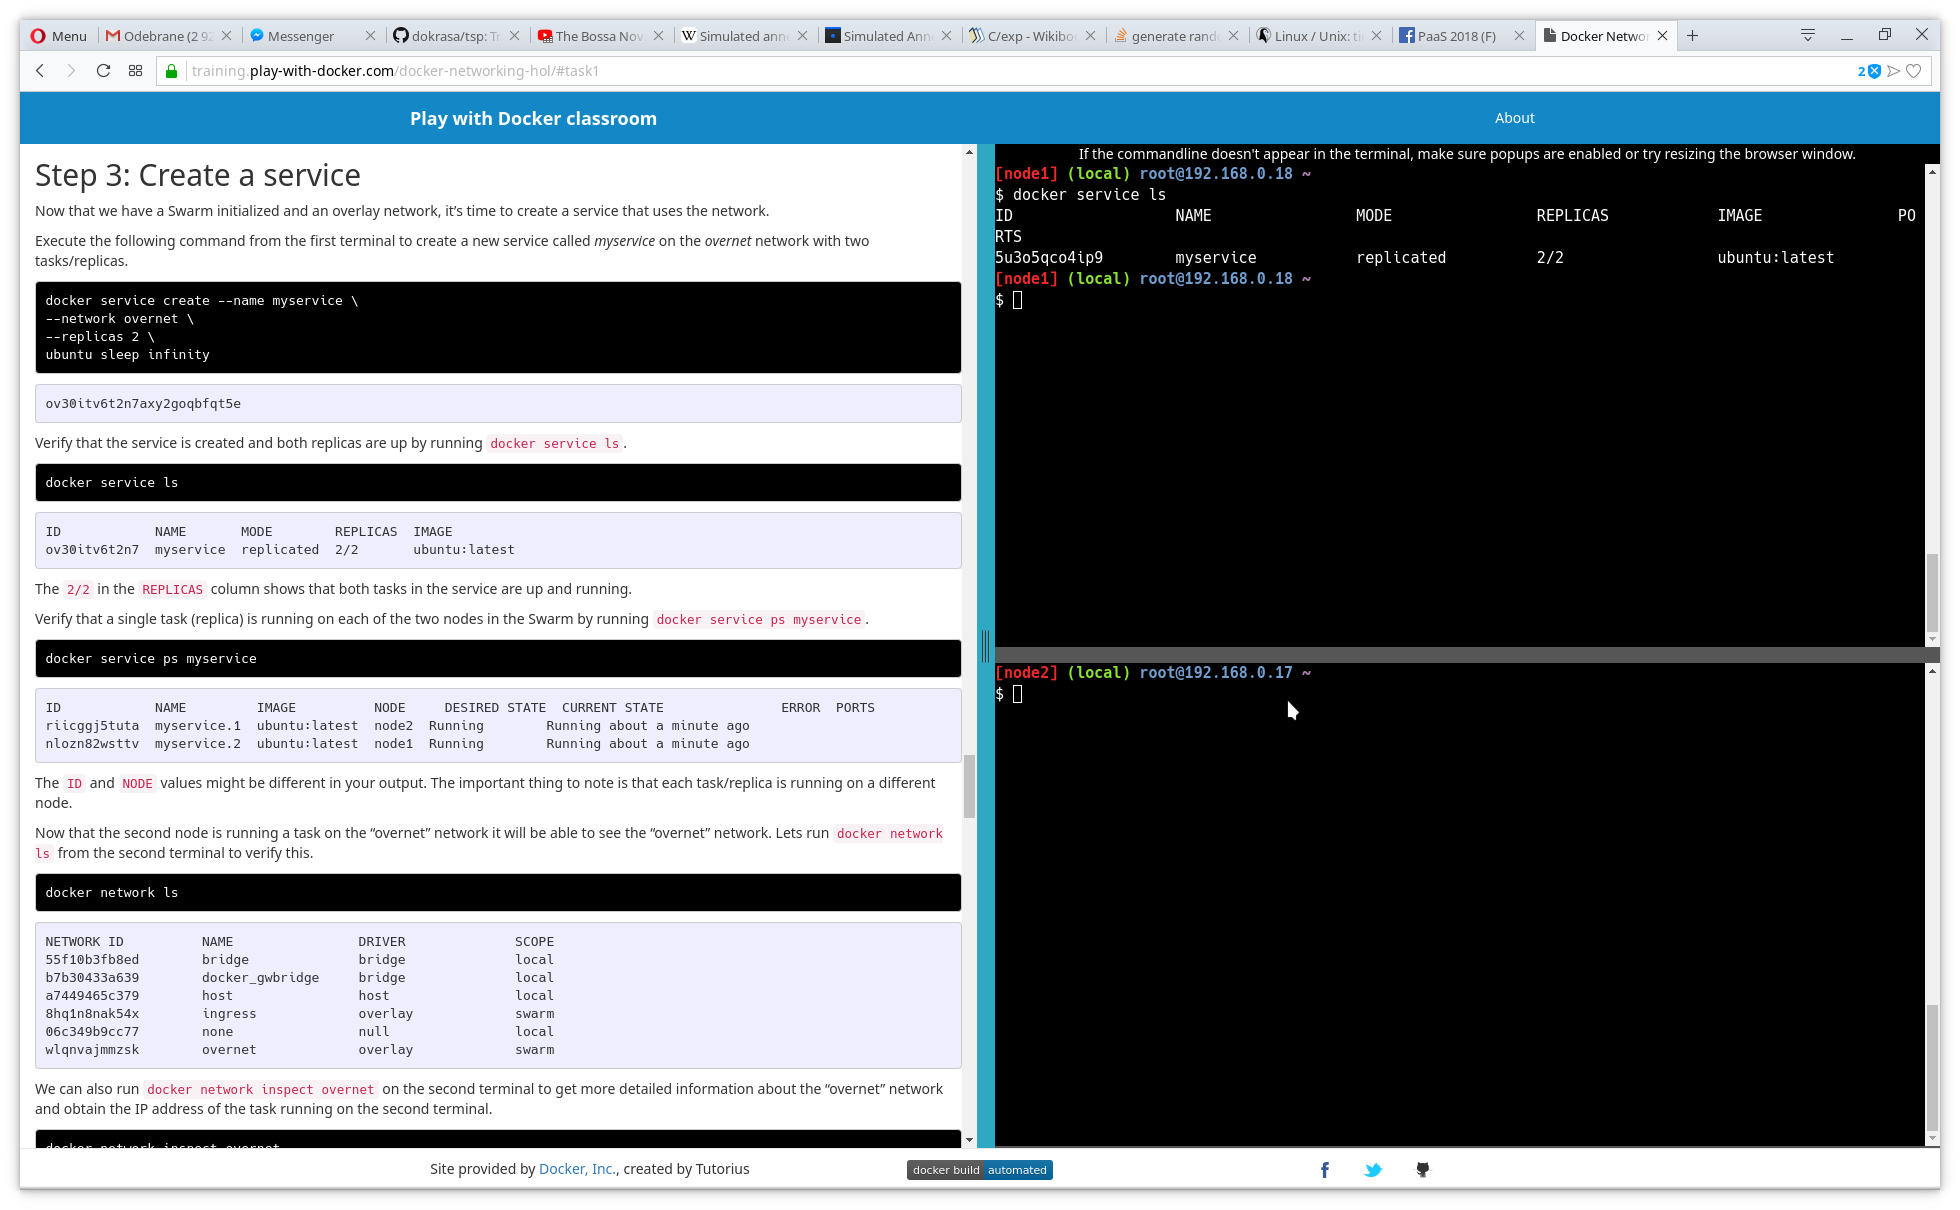 Menu
Odebrane (2 92
Messenger
dokrasa/tsp: Tr
The Bossa Nov
Simulated anne
Simulated Anne
C/exp - Wikiboo
generate rand
Linux / Unix: ti
PaaS 2018 (F)
Docker Networ
training.play-with-docker.com/docker-networking-hol/#task1
2
Play with Docker classroom
About
Step 3: Create a service
Now that we have a Swarm initialized and an overlay network, it’s time to create a service that uses the network.
Execute the following command from the first terminal to create a new service called myservice on the overnet network with two
tasks/replicas.
docker service create --name myservice \
--network overnet \
--replicas 2 \
ubuntu sleep infinity
ov30itv6t2n7axy2goqbfqt5e
Verify that the service is created and both replicas are up by running docker service ls.
docker service ls
ID NAME MODE REPLICAS IMAGE
ov30itv6t2n7 myservice replicated 2/2 ubuntu:latest
The 2/2 in the REPLICAS column shows that both tasks in the service are up and running.
Verify that a single task (replica) is running on each of the two nodes in the Swarm by running docker service ps myservice.
docker service ps myservice
ID NAME IMAGE NODE DESIRED STATE CURRENT STATE ERROR PORTS
riicggj5tuta myservice.1 ubuntu:latest node2 Running Running about a minute ago
nlozn82wsttv myservice.2 ubuntu:latest node1 Running Running about a minute ago
The ID and NODE values might be different in your output. The important thing to note is that each task/replica is running on a different
node.
Now that the second node is running a task on the “overnet” network it will be able to see the “overnet” network. Lets run docker network
ls from the second terminal to verify this.
docker network ls
NETWORK ID NAME DRIVER SCOPE
55f10b3fb8ed bridge bridge local
b7b30433a639 docker_gwbridge bridge local
a7449465c379 host host local
8hq1n8nak54x ingress overlay swarm
06c349b9cc77 none null local
wlqnvajmmzsk overnet overlay swarm
We can also run docker network inspect overnet on the second terminal to get more detailed information about the “overnet” network
and obtain the IP address of the task running on the second terminal.
docker network inspect overnet
If the commandline doesn't appear in the terminal, make sure popups are enabled or try resizing the browser window.
[node1] (local) root@192.168.0.18 ~
$ docker service ls
ID NAME MODE REPLICAS IMAGE PO
RTS
5u3o5qco4ip9 myservice replicated 2/2 ubuntu:latest
[node1] (local) root@192.168.0.18 ~
$
[node2] (local) root@192.168.0.17 ~
$
Site provided by Docker, Inc., created by Tutorius
docker build automated